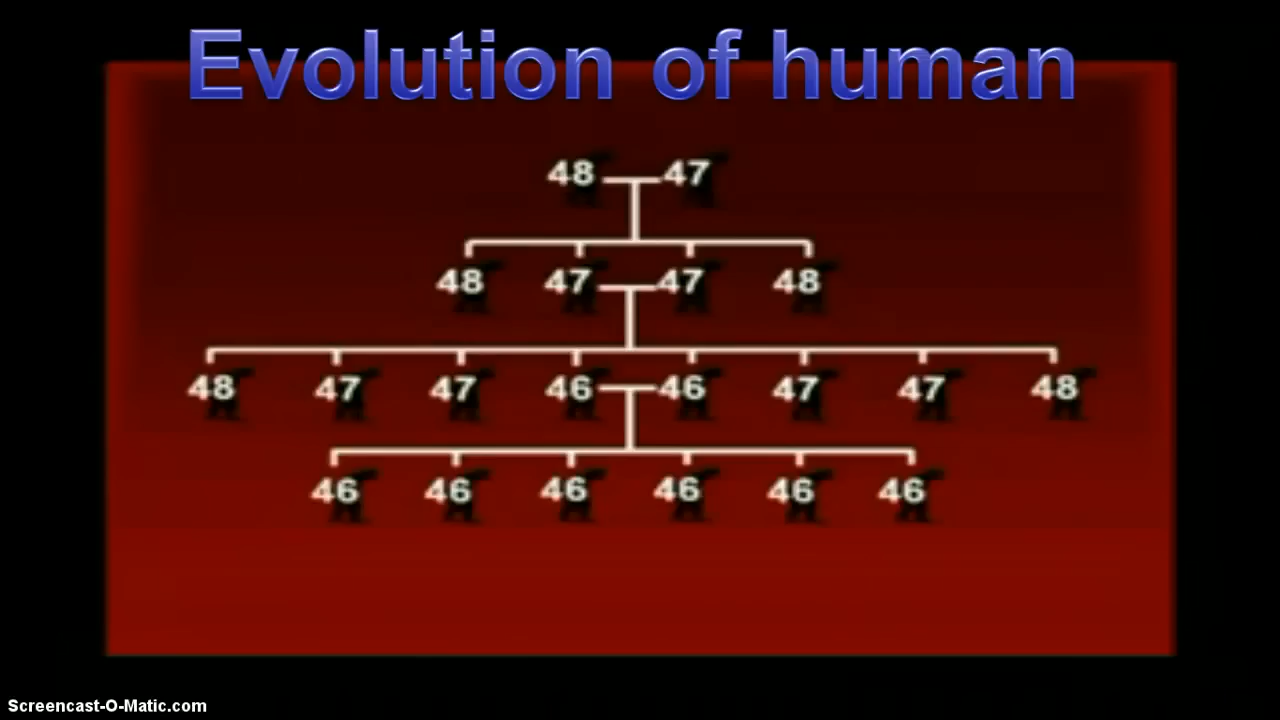 Evolution of human
48 47
48 47 47 48
48 47 47 46 46 47 47 48
46 46 46 46 46 46
Screencast-O-Matic.com